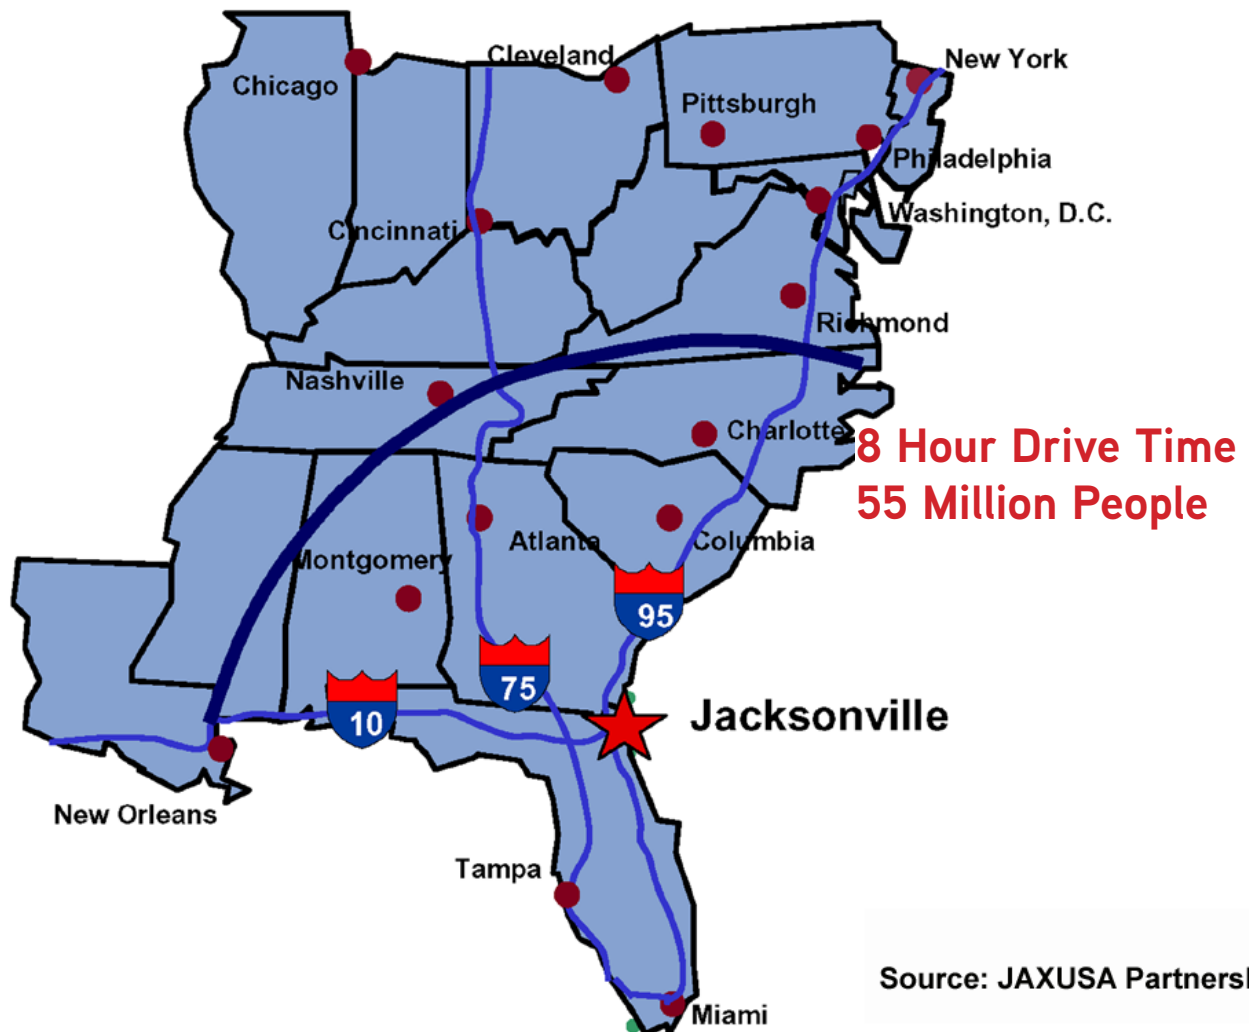 Cleveland
New York
Chicago
Pittsburgh
Philadelphia
Washington, D.C.
Cincinnati
Richmond
Nashville
Charlotte
8 Hour Drive Time
55 Million People
Atlanta
Columbia
Montgomery
95
75
10
Jacksonville
New Orleans
Tampa
Source: JAXUSA
Miami